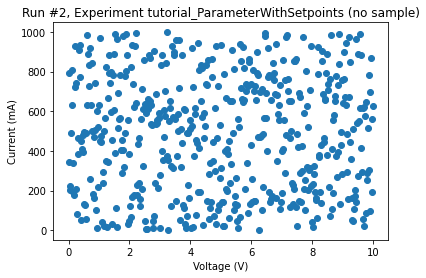 Run #2, Experiment tutorial_ParameterWithSetpoints (no sample)
1000
800
600
400
200
0
Current (mA)
0 2 4 6 8 10
Voltage (V)